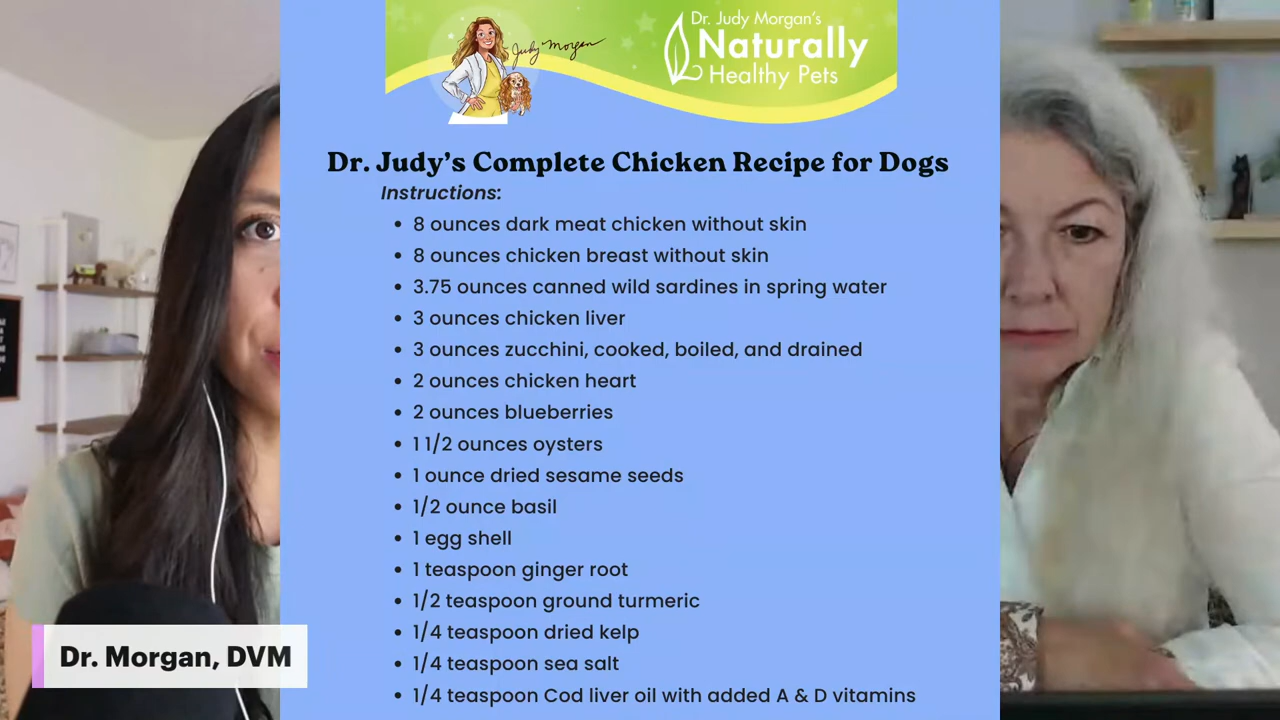 Dr. Judy Morgan's
Naturally
Healthy Pets
Judy Morgan
Dr. Judy's Complete Chicken Recipe for Dogs
Instructions:
• 8 ounces dark meat chicken without skin
• 8 ounces chicken breast without skin
• 3.75 ounces canned wild sardines in spring water
• 3 ounces chicken liver
• 3 ounces zucchini, cooked, boiled, and drained
• 2 ounces chicken heart
• 2 ounces blueberries
• 1 1/2 ounces oysters
• 1 ounce dried sesame seeds
• 1/2 ounce basil
• 1 egg shell
• 1 teaspoon ginger root
• 1/2 teaspoon ground turmeric
• 1/4 teaspoon dried kelp
• 1/4 teaspoon sea salt
• 1/4 teaspoon Cod liver oil with added A & D vitamins
Dr. Morgan, DVM